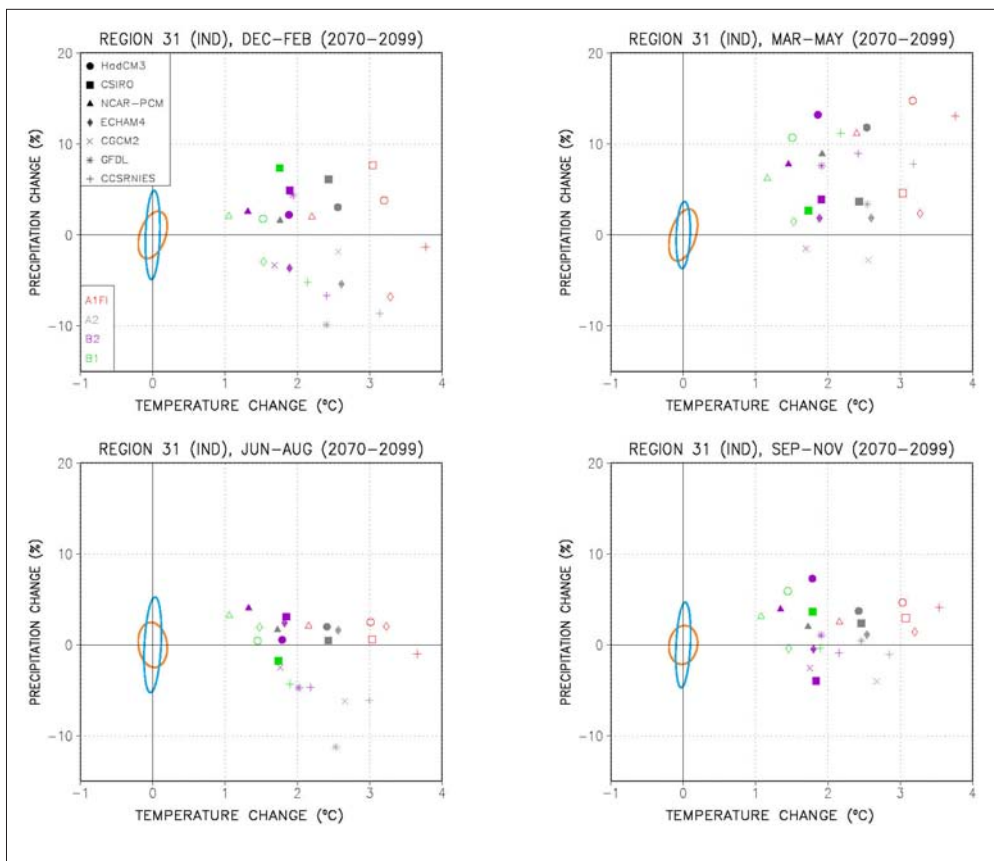 REGION 31 (IND), DEC-FEB (2070-2099)
20
10
0
-10
-1 0 1 2 3 4
PRECIPITATION CHANGE (%)
TEMPERATURE CHANGE (ºC)
HadCM3
CSIRO
NCAR-PCM
ECHAM4
CGCM2
GFDL
CCSRNIES
A1FI
A2
B2
B1
REGION 31 (IND), MAR-MAY (2070-2099)
20
10
0
-10
-1 0 1 2 3 4
PRECIPITATION CHANGE (%)
TEMPERATURE CHANGE (ºC)
REGION 31 (IND), JUN-AUG (2070-2099)
20
10
0
-10
-1 0 1 2 3 4
PRECIPITATION CHANGE (%)
TEMPERATURE CHANGE (ºC)
REGION 31 (IND), SEP-NOV (2070-2099)
20
10
0
-10
-1 0 1 2 3 4
PRECIPITATION CHANGE (%)
TEMPERATURE CHANGE (ºC)